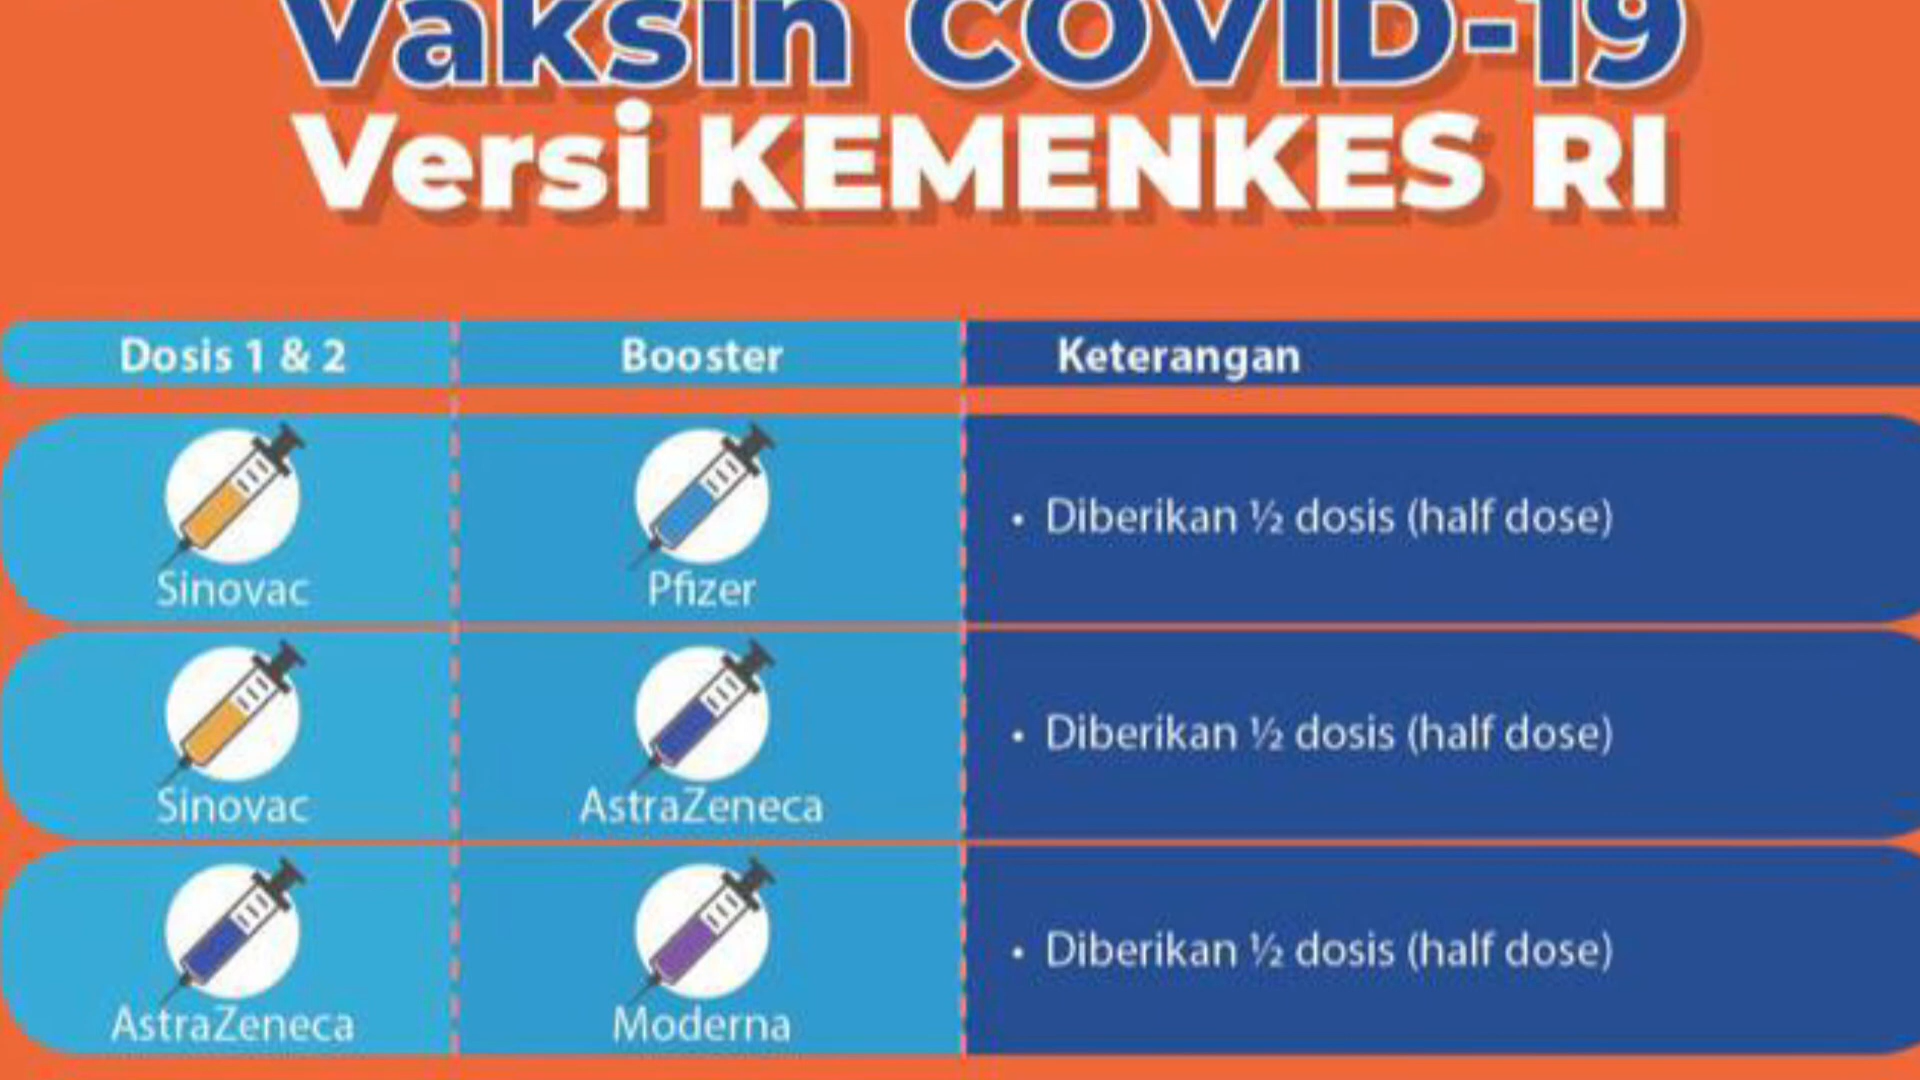 Vaksin COVID-19
Versi KEMENKES RI
Dosis 1 & 2 Booster Keterangan
Sinovac Pfizer • Diberikan ½ dosis (half dose)
Sinovac AstraZeneca • Diberikan ½ dosis (half dose)
AstraZeneca Moderna • Diberikan ½ dosis (half dose)